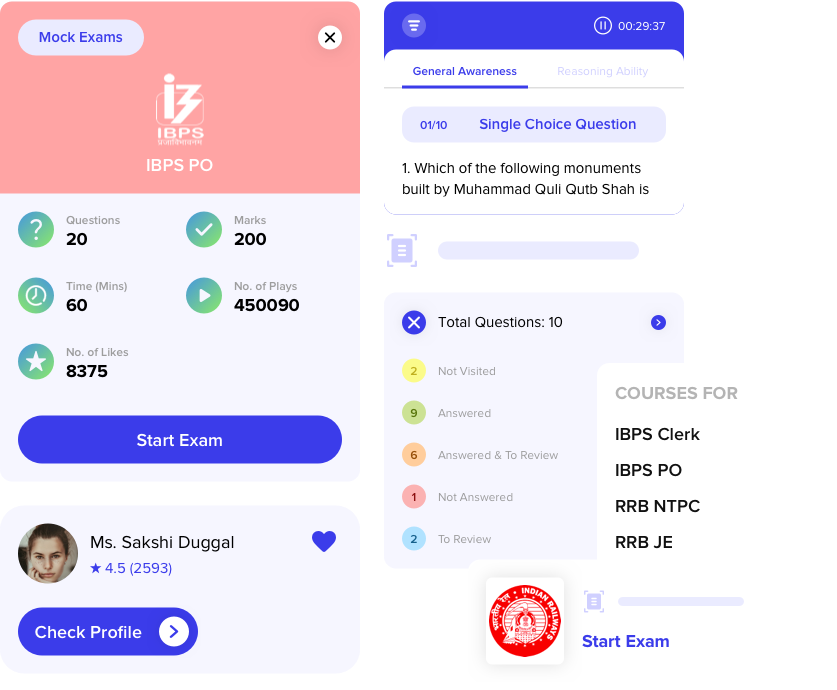 Mock Exams
IBPS
प्रज्ञाविभावनम
IBPS PO
Questions
20
Marks
200
Time (Mins)
60
No. of Plays
450090
No. of Likes
8375
Start Exam
Ms. Sakshi Duggal
★ 4.5 (2593)
Check Profile
00:29:37
General Awareness
Reasoning Ability
01/10 Single Choice Question
1. Which of the following monuments
built by Muhammad Quli Qutb Shah is
Total Questions: 10
2 Not Visited
9 Answered
6 Answered & To Review
1 Not Answered
2 To Review
COURSES FOR
IBPS Clerk
IBPS PO
RRB NTPC
RRB JE
INDIAN RAILWAYS
भारतीय रेल
Start Exam